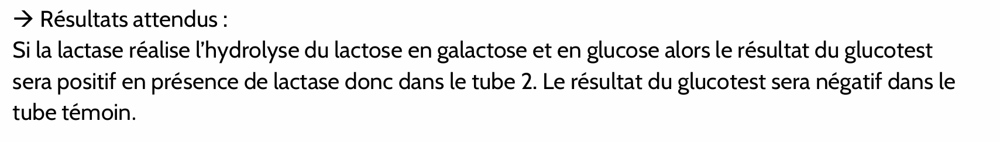 → Résultats attendus :
Si la lactase réalise l’hydrolyse du lactose en galactose et en glucose alors le résultat du glucotest
sera positif en présence de lactase donc dans le tube 2. Le résultat du glucotest sera négatif dans le
tube témoin.